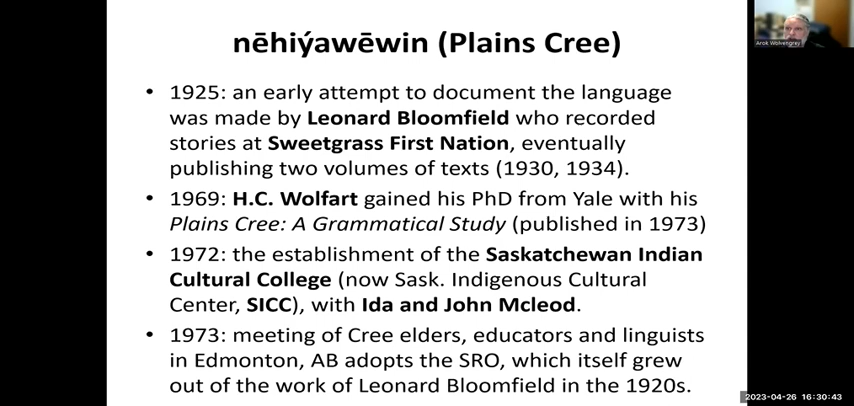 nēhiýawēwin (Plains Cree)
• 1925: an early attempt to document the language
was made by Leonard Bloomfield who recorded
stories at Sweetgrass First Nation, eventually
publishing two volumes of texts (1930, 1934).
• 1969: H.C. Wolfart gained his PhD from Yale with his
Plains Cree: A Grammatical Study (published in 1973)
• 1972: the establishment of the Saskatchewan Indian
Cultural College (now Sask. Indigenous Cultural
Center, SICC), with Ida and John Mcleod.
• 1973: meeting of Cree elders, educators and linguists
in Edmonton, AB adopts the SRO, which itself grew
out of the work of Leonard Bloomfield in the 1920s.
Arok Wolvengrey
2023-04-26 16:30:43